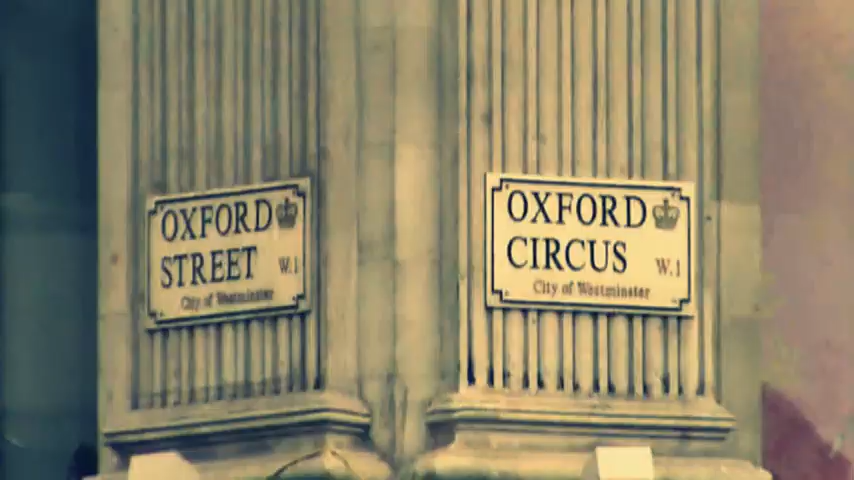 OXFORD
STREET W.1
City of Westminster
OXFORD
CIRCUS W.1
City of Westminster